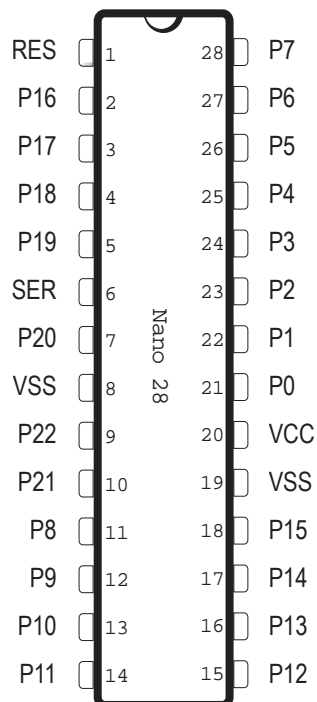 RES 1 28 P7
P16 2 27 P6
P17 3 26 P5
P18 4 25 P4
P19 5 24 P3
SER 6 23 P2
P20 7 22 P1
VSS 8 21 P0
P22 9 20 VCC
P21 10 19 VSS
P8 11 18 P15
P9 12 17 P14
P10 13 16 P13
P11 14 15 P12
Nano 28